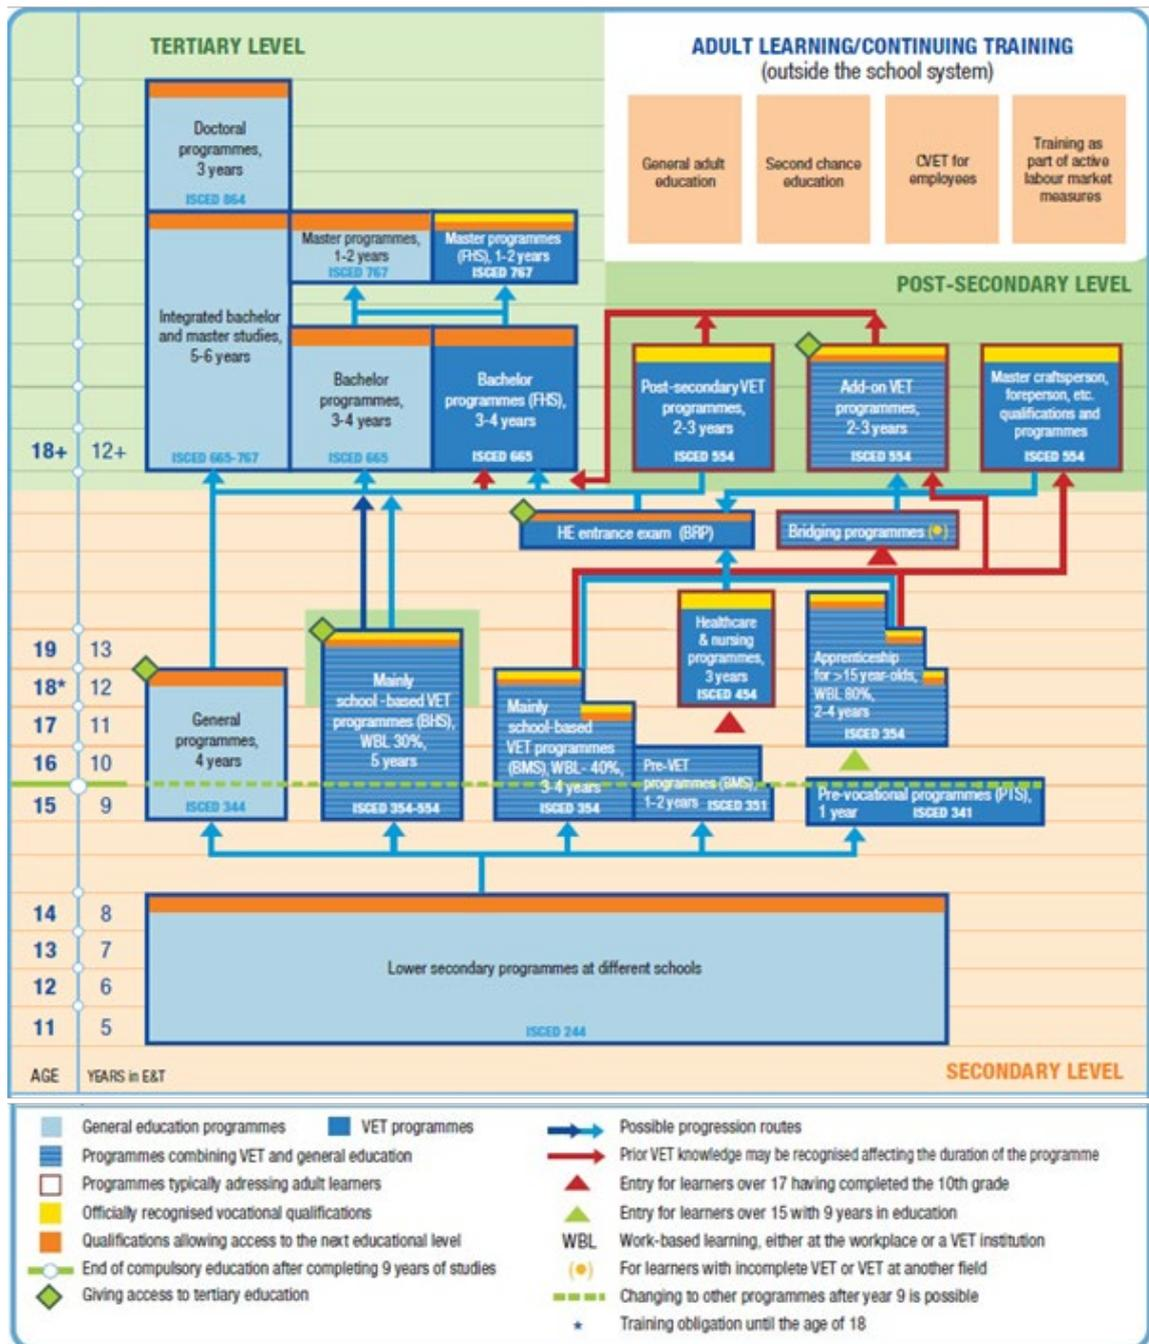 TERTIARY LEVEL
ADULT LEARNING/CONTINUING TRAINING
(outside the school system)
General adult
education
Second chance
education
CVET for
employees
Training as
part of active
labour market
measures
Doctoral
programmes,
3 years
ISCED 864
Master programmes,
1-2 years
ISCED 767
Master programmes
(FHS), 1-2 years
ISCED 767
POST-SECONDARY LEVEL
Integrated bachelor
and master studies,
5-6 years
ISCED 665-767
Bachelor
programmes,
3-4 years
ISCED 665
Bachelor
programmes (FHS),
3-4 years
ISCED 665
Post-secondary VET
programmes,
2-3 years
ISCED 554
Add-on VET
programmes,
2-3 years
ISCED 554
Master craftsperson,
foreperson, etc.
qualifications and
programmes
ISCED 554
18+ 12+
HE entrance exam (BRP)
Bridging programmes ( )
19 13
18* 12
17 11
16 10
15 9
General
programmes,
4 years
ISCED 344
Mainly
school -based VET
programmes (BHS),
WBL 30%,
5 years
ISCED 354-554
Mainly
school-based
VET programmes
(BMS), WBL- 40%,
3-4 years
ISCED 354
Healthcare
& nursing
programmes,
3 years
ISCED 454
Pre-VET
programmes (BMS),
1-2 years ISCED 351
Apprenticeship
for >15 year-olds,
WBL 80%,
2-4 years
ISCED 354
Pre-vocational programmes (PTS),
1 year ISCED 341
14 8
13 7
12 6
11 5
Lower secondary programmes at different schools
ISCED 244
AGE YEARS in E&T
SECONDARY LEVEL
General education programmes
VET programmes
Programmes combining VET and general education
Programmes typically adressing adult learners
Officially recognised vocational qualifications
Qualifications allowing access to the next educational level
End of compulsory education after completing 9 years of studies
Giving access to tertiary education
Possible progression routes
Prior VET knowledge may be recognised affecting the duration of the programme
Entry for learners over 17 having completed the 10th grade
Entry for learners over 15 with 9 years in education
WBL Work-based learning, either at the workplace or a VET institution
( ) For learners with incomplete VET or VET at another field
Changing to other programmes after year 9 is possible
* Training obligation until the age of 18